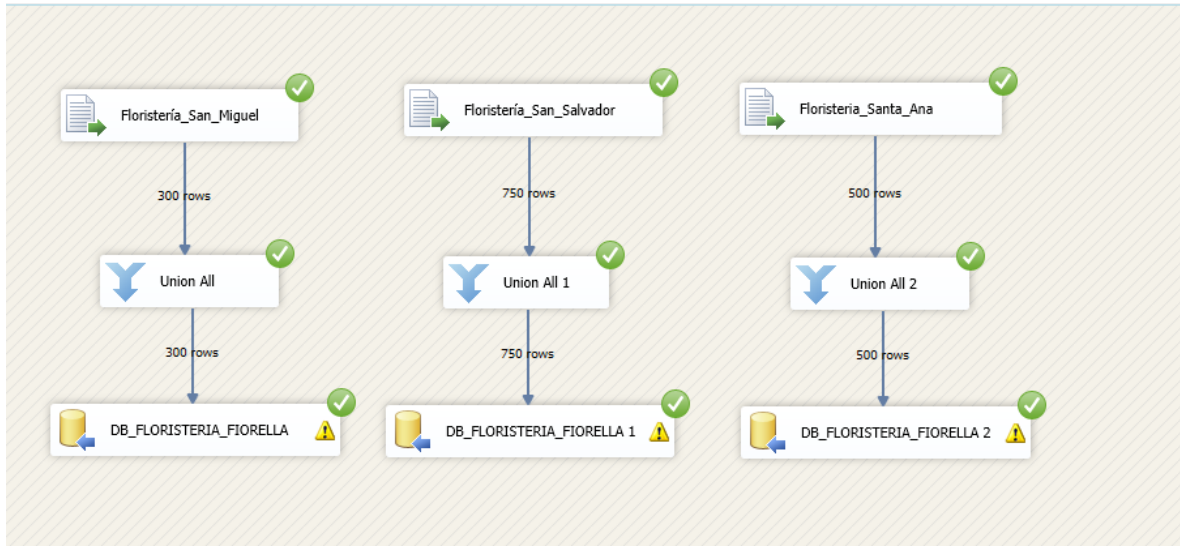 Floristería_San_Miguel
Floristería_San_Salvador
Floristeria_Santa_Ana
300 rows
750 rows
500 rows
Union All
Union All 1
Union All 2
300 rows
750 rows
500 rows
DB_FLORISTERIA_FIORELLA
DB_FLORISTERIA_FIORELLA 1
DB_FLORISTERIA_FIORELLA 2